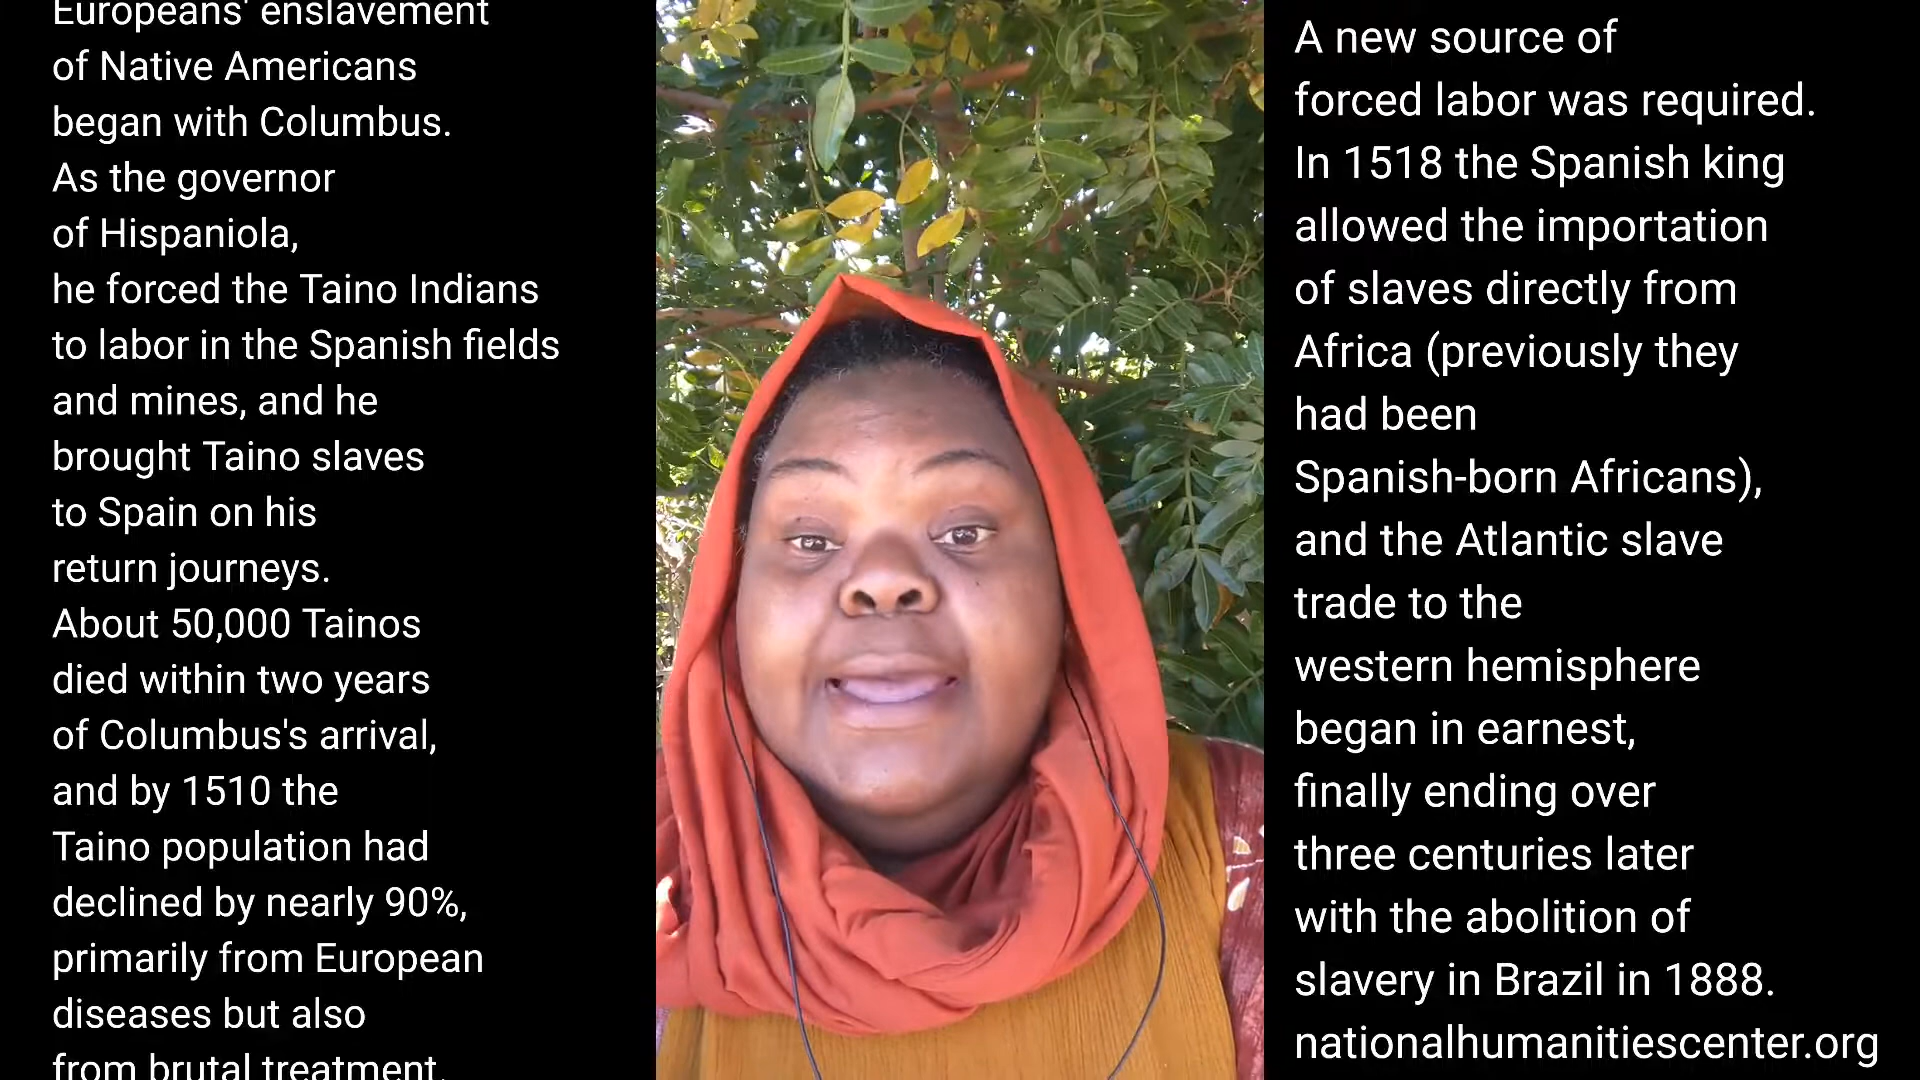 Europeans' enslavement
of Native Americans
began with Columbus.
As the governor
of Hispaniola,
he forced the Taino Indians
to labor in the Spanish fields
and mines, and he
brought Taino slaves
to Spain on his
return journeys.
About 50,000 Tainos
died within two years
of Columbus's arrival,
and by 1510 the
Taino population had
declined by nearly 90%,
primarily from European
diseases but also
from brutal treatment.
A new source of
forced labor was required.
In 1518 the Spanish king
allowed the importation
of slaves directly from
Africa (previously they
had been
Spanish-born Africans),
and the Atlantic slave
trade to the
western hemisphere
began in earnest,
finally ending over
three centuries later
with the abolition of
slavery in Brazil in 1888.
nationalhumanitiescenter.org